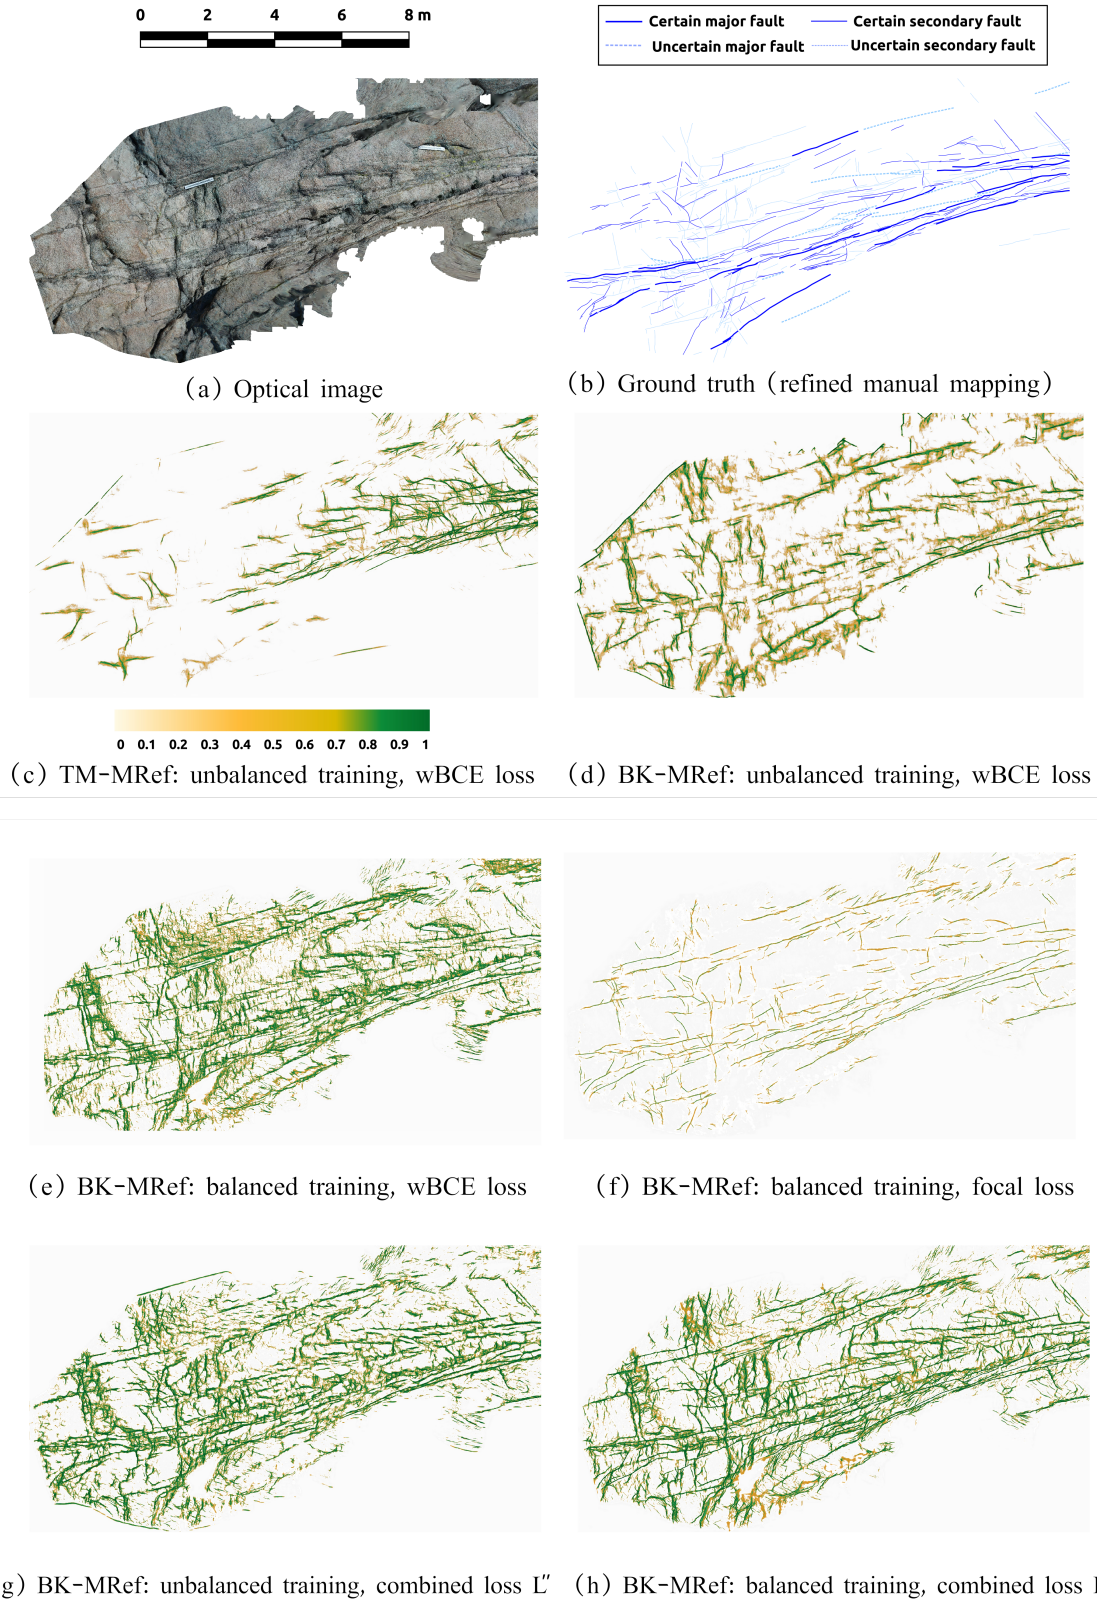 0 2 4 6 8 m
Certain major fault Certain secondary fault
Uncertain major fault Uncertain secondary fault
(a) Optical image
(b) Ground truth (refined manual mapping)
0 0.1 0.2 0.3 0.4 0.5 0.6 0.7 0.8 0.9 1
(c) TM-MRef: unbalanced training, wBCE loss
(d) BK-MRef: unbalanced training, wBCE loss
(e) BK-MRef: balanced training, wBCE loss
(f) BK-MRef: balanced training, focal loss
g) BK-MRef: unbalanced training, combined loss L″
(h) BK-MRef: balanced training, combined loss